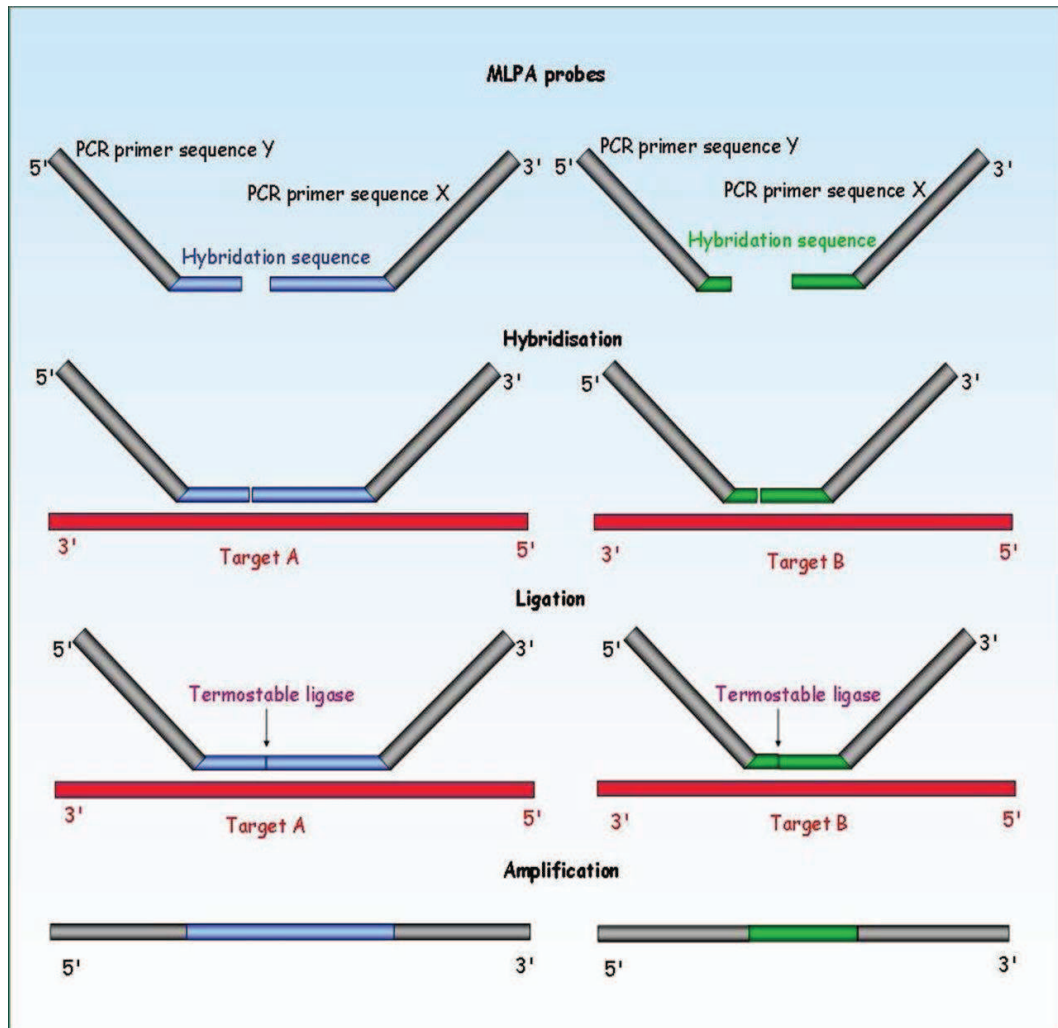 MLPA probes
5' PCR primer sequence Y 3' 5' PCR primer sequence Y 3'
PCR primer sequence X PCR primer sequence X
Hybridation sequence Hybridation sequence
Hybridisation
5' 3' 5' 3'
3' Target A 5' 3' Target B 5'
Ligation
5' 3' 5' 3'
Termostable ligase Termostable ligase
3' Target A 5' 3' Target B 5'
Amplification
5' 3' 5' 3'